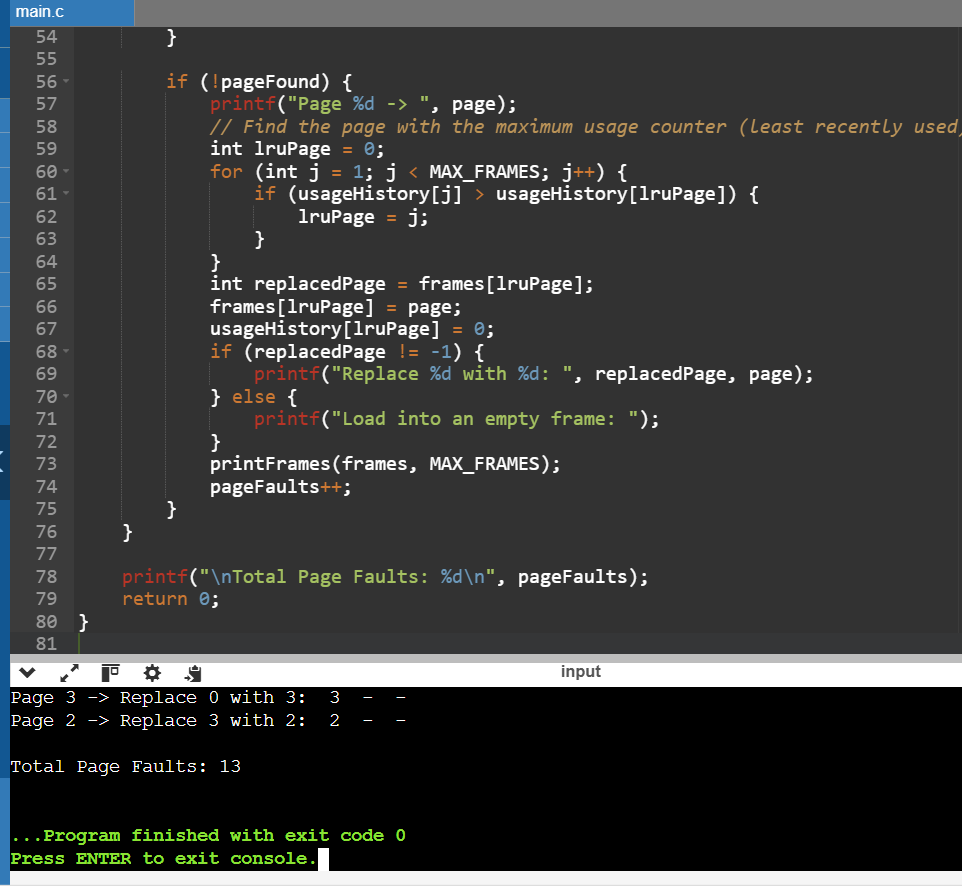 main.c
54 }
55
56 if (!pageFound) {
57 printf("Page %d -> ", page);
58 // Find the page with the maximum usage counter (least recently used)
59 int lruPage = 0;
60 for (int j = 1; j < MAX_FRAMES; j++) {
61 if (usageHistory[j] > usageHistory[lruPage]) {
62 lruPage = j;
63 }
64 }
65 int replacedPage = frames[lruPage];
66 frames[lruPage] = page;
67 usageHistory[lruPage] = 0;
68 if (replacedPage != -1) {
69 printf("Replace %d with %d: ", replacedPage, page);
70 } else {
71 printf("Load into an empty frame: ");
72 }
73 printFrames(frames, MAX_FRAMES);
74 pageFaults++;
75 }
76 }
77
78 printf("\nTotal Page Faults: %d\n", pageFaults);
79 return 0;
80 }
81
input
Page 3 -> Replace 0 with 3: 3 - -
Page 2 -> Replace 3 with 2: 2 - -
Total Page Faults: 13
...Program finished with exit code 0
Press ENTER to exit console.